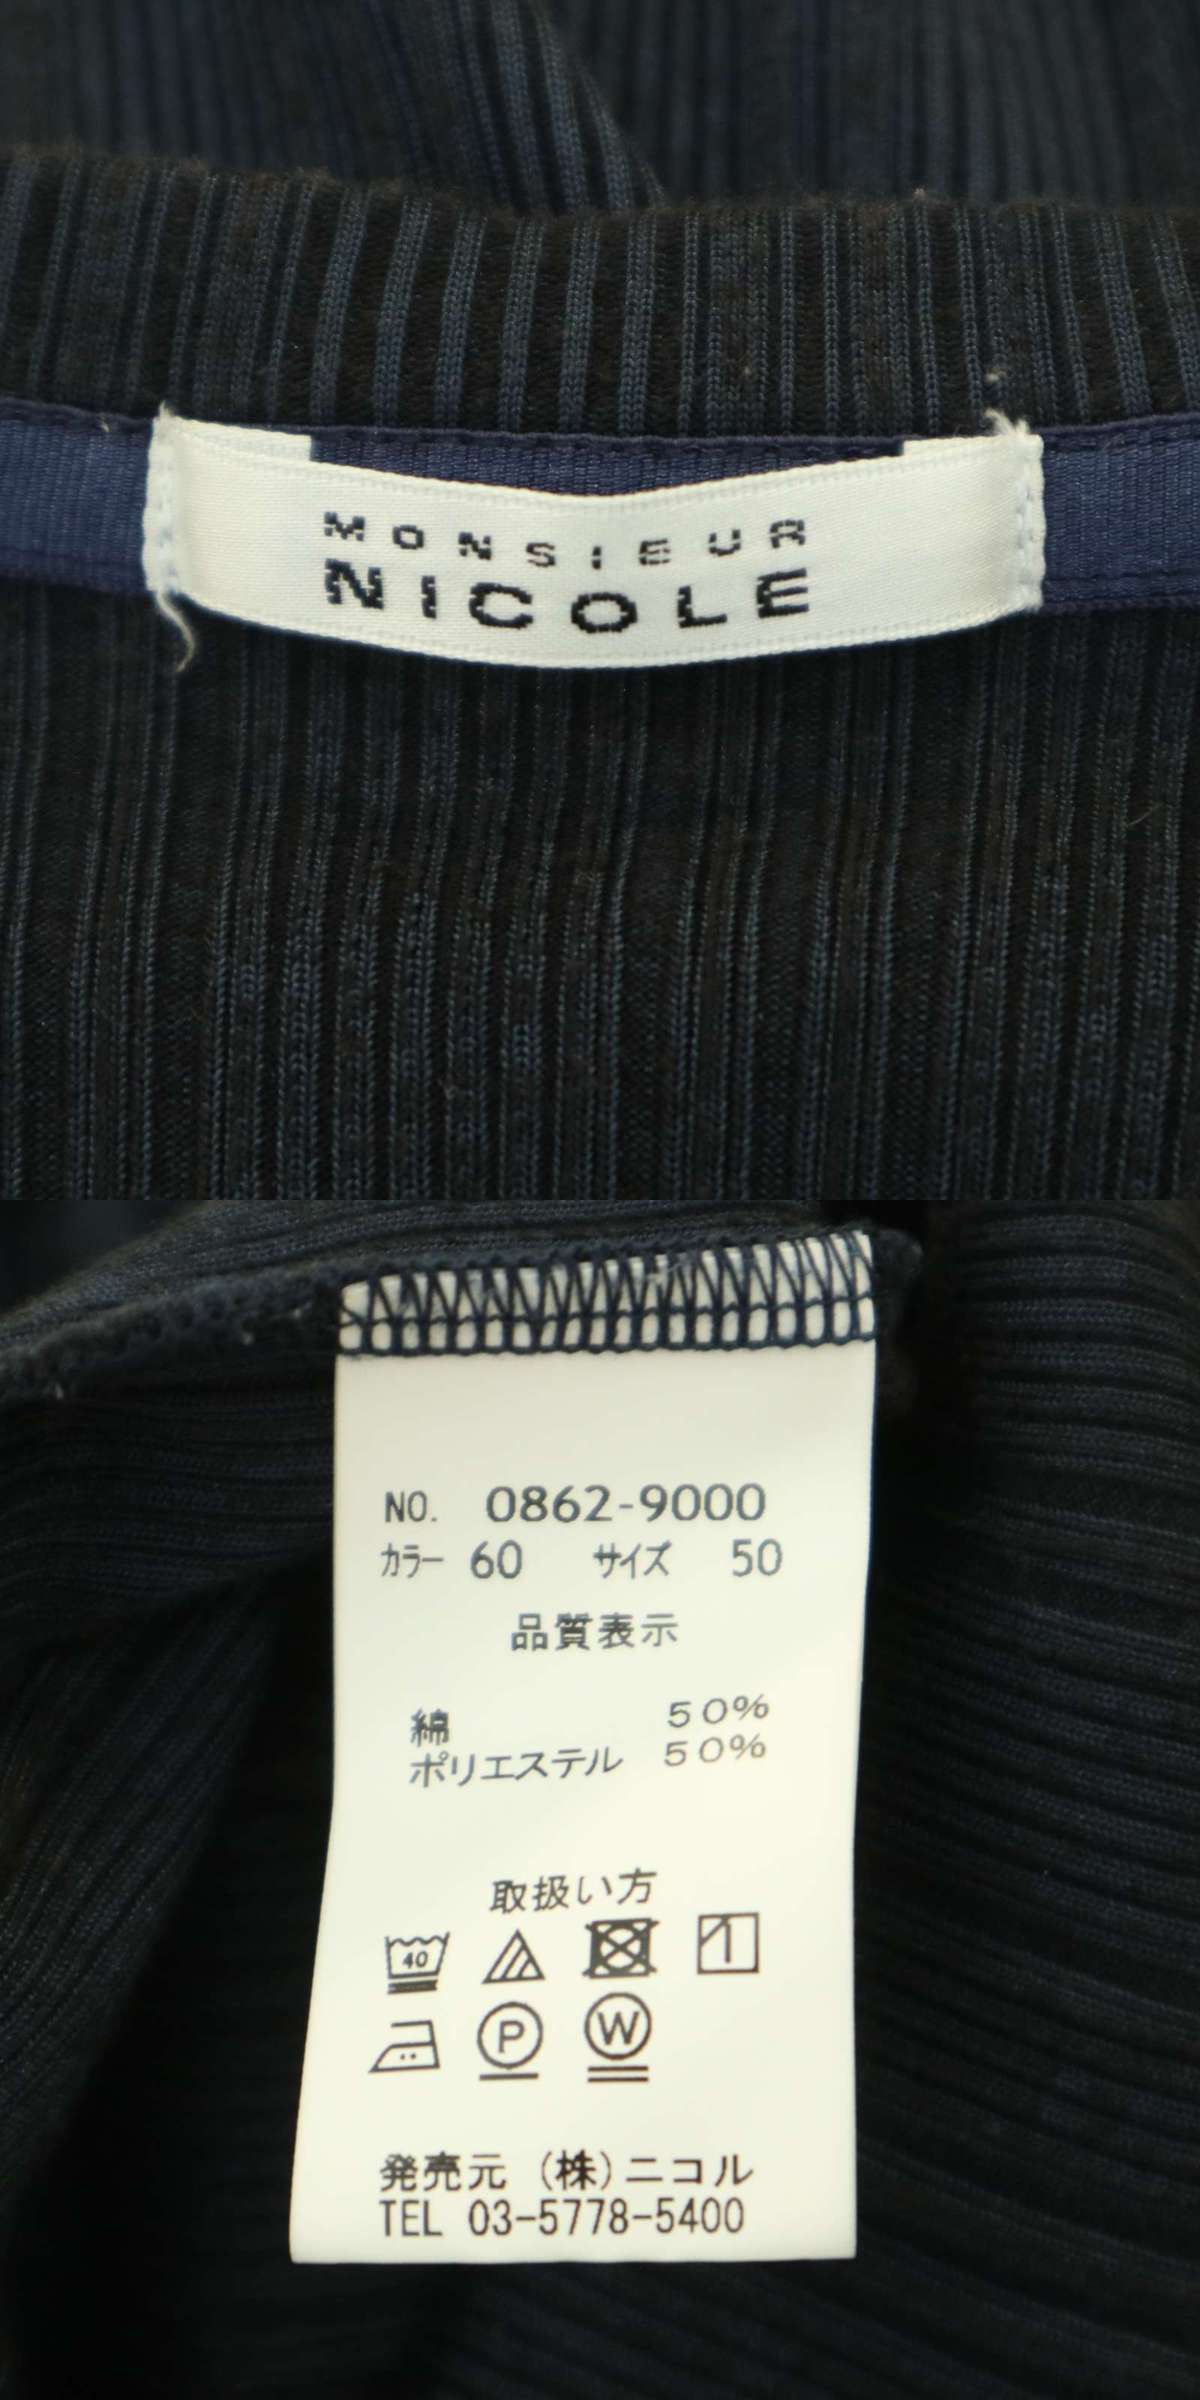 MONSIEUR
NICOLE
NO. 0862-9000
カラー 60 サイズ 50
品質表示
綿 50%
ポリエステル 50%
取扱い方
40
P W
発売元 (株)ニコル
TEL 03-5778-5400